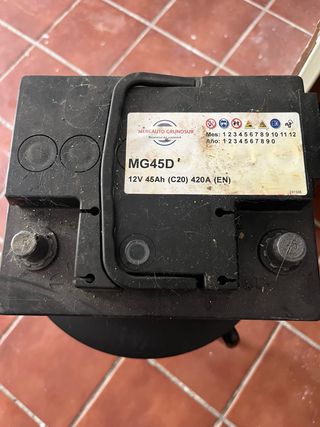 MERCAUTO GRUNOSUR
Mes: 1 2 3 4 5 6 7 8 9 10 11 12
Año: 1 2 3 4 5 6 7 8 9 0
MG45D
12V 45Ah (C20) 420A (EN)